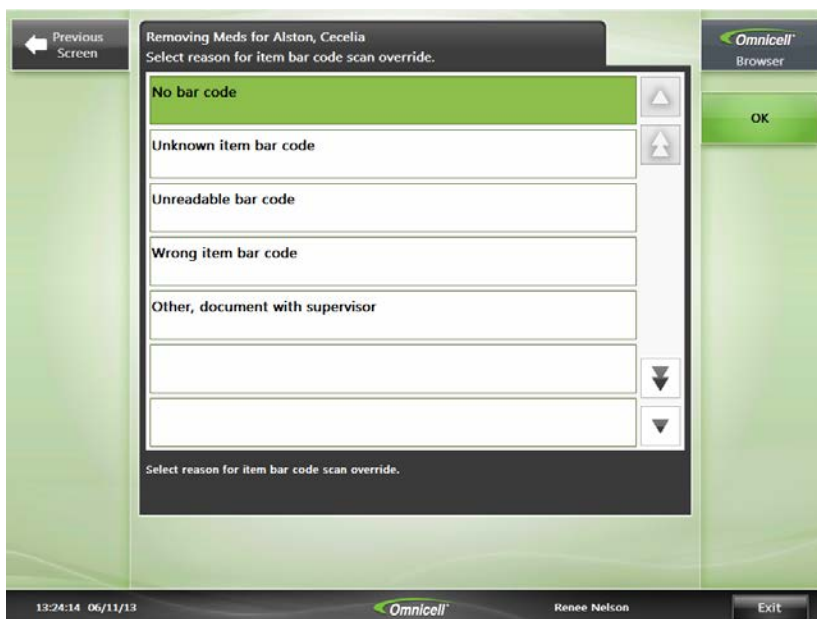 Previous
Screen
Removing Meds for Alston, Cecelia
Select reason for item bar code scan override.
Omnicell
Browser
OK
No bar code
Unknown item bar code
Unreadable bar code
Wrong item bar code
Other, document with supervisor
Select reason for item bar code scan override.
13:24:14 06/11/13
Omnicell
Renee Nelson
Exit